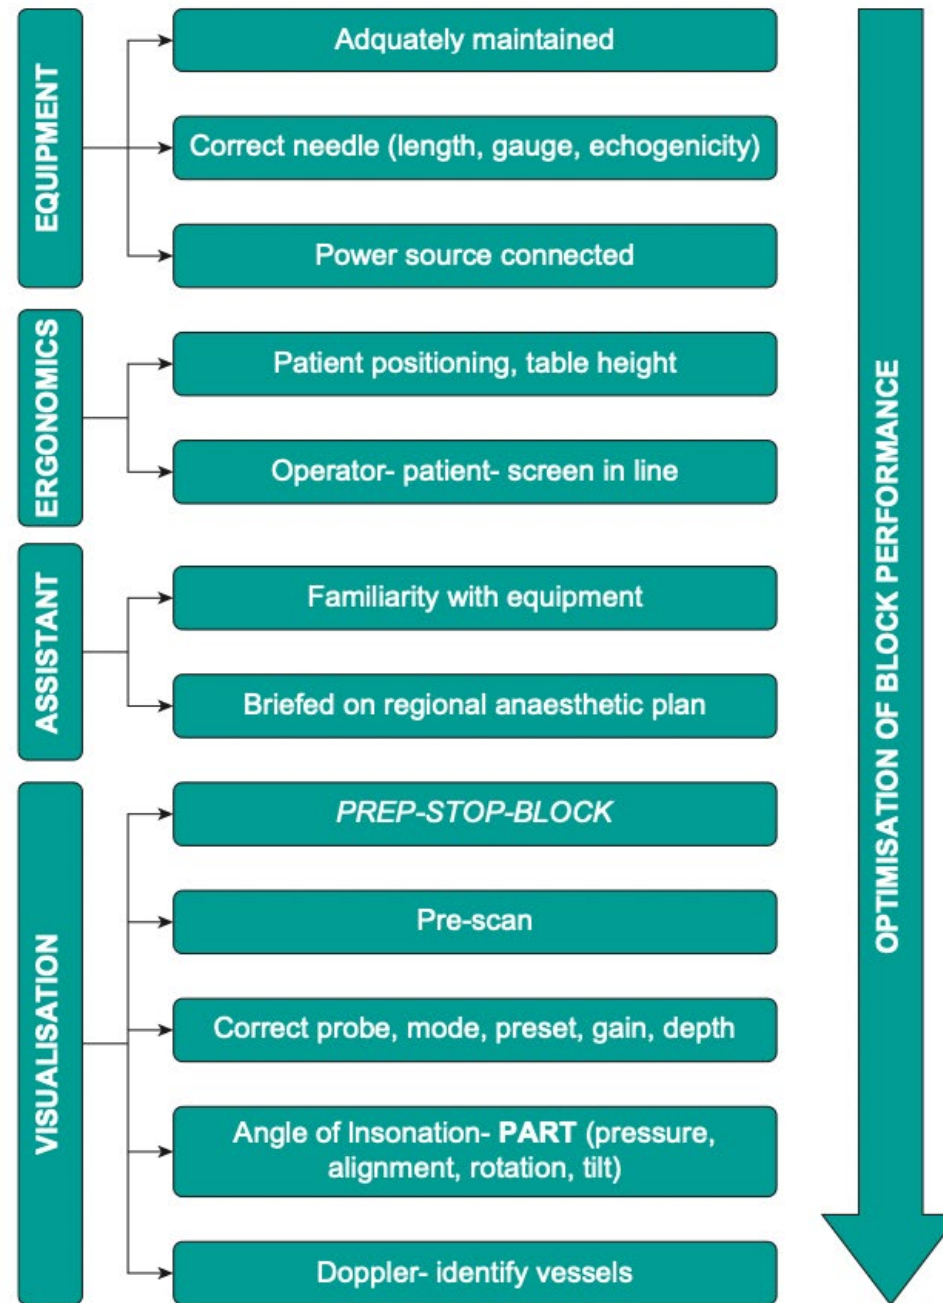 EQUIPMENT
Adquately maintained
Correct needle (length, gauge, echogenicity)
Power source connected
ERGONOMICS
Patient positioning, table height
Operator- patient- screen in line
ASSISTANT
Familiarity with equipment
Briefed on regional anaesthetic plan
VISUALISATION
PREP-STOP-BLOCK
Pre-scan
Correct probe, mode, preset, gain, depth
Angle of Insonation- PART (pressure,
alignment, rotation, tilt)
Doppler- identify vessels
OPTIMISATION OF BLOCK PERFORMANCE